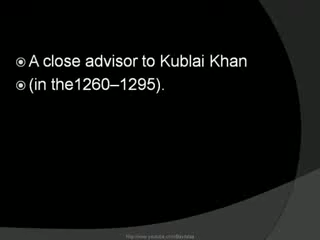 A close advisor to Kublai Khan
(in the1260–1295).